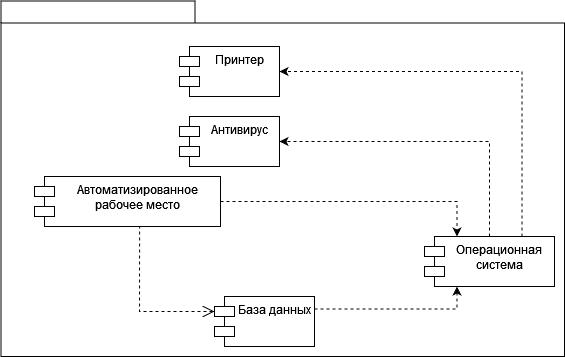 Принтер
Антивирус
Автоматизированное
рабочее место
Операционная
система
База данных